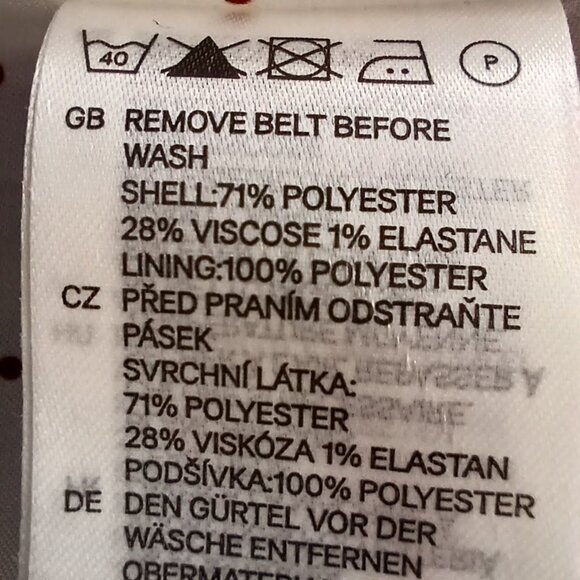 40
P
GB REMOVE BELT BEFORE
WASH
SHELL:71% POLYESTER
28% VISCOSE 1% ELASTANE
LINING:100% POLYESTER
CZ PŘED PRANÍM ODSTRAŇTE
PÁSEK
SVRCHNÍ LÁTKA:
71% POLYESTER
28% VISKÓZA 1% ELASTAN
PODŠÍVKA:100% POLYESTER
DE DEN GÜRTEL VOR DER
WÄSCHE ENTFERNEN